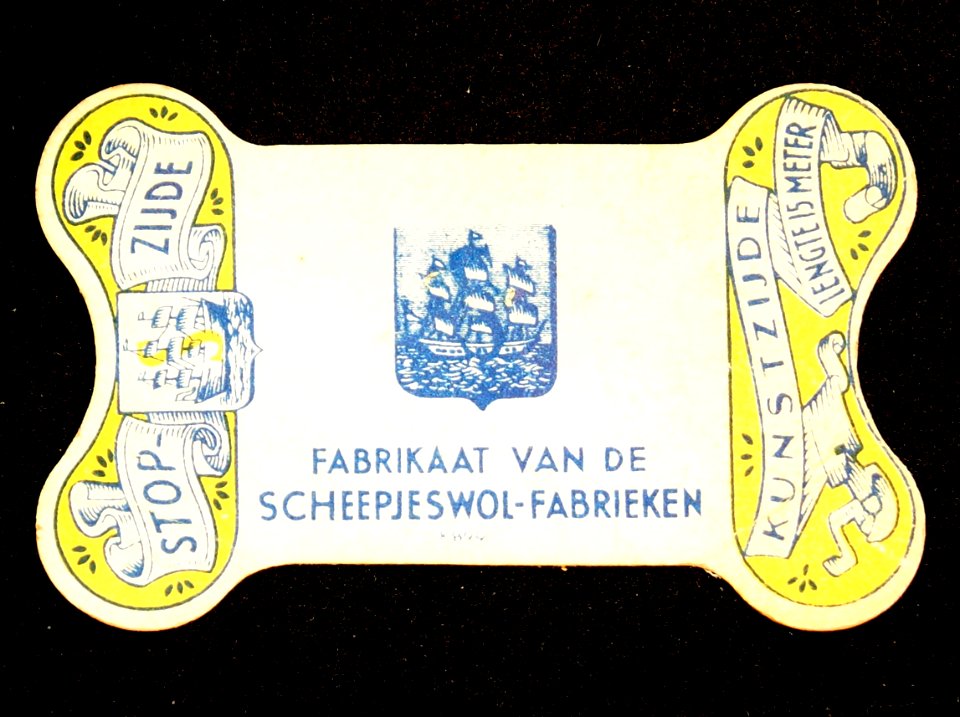 STOP-ZIJDE
FABRIKAAT VAN DE
SCHEEPJESWOL-FABRIEKEN
KUNSTZIJDE
LENGTE 15 METER